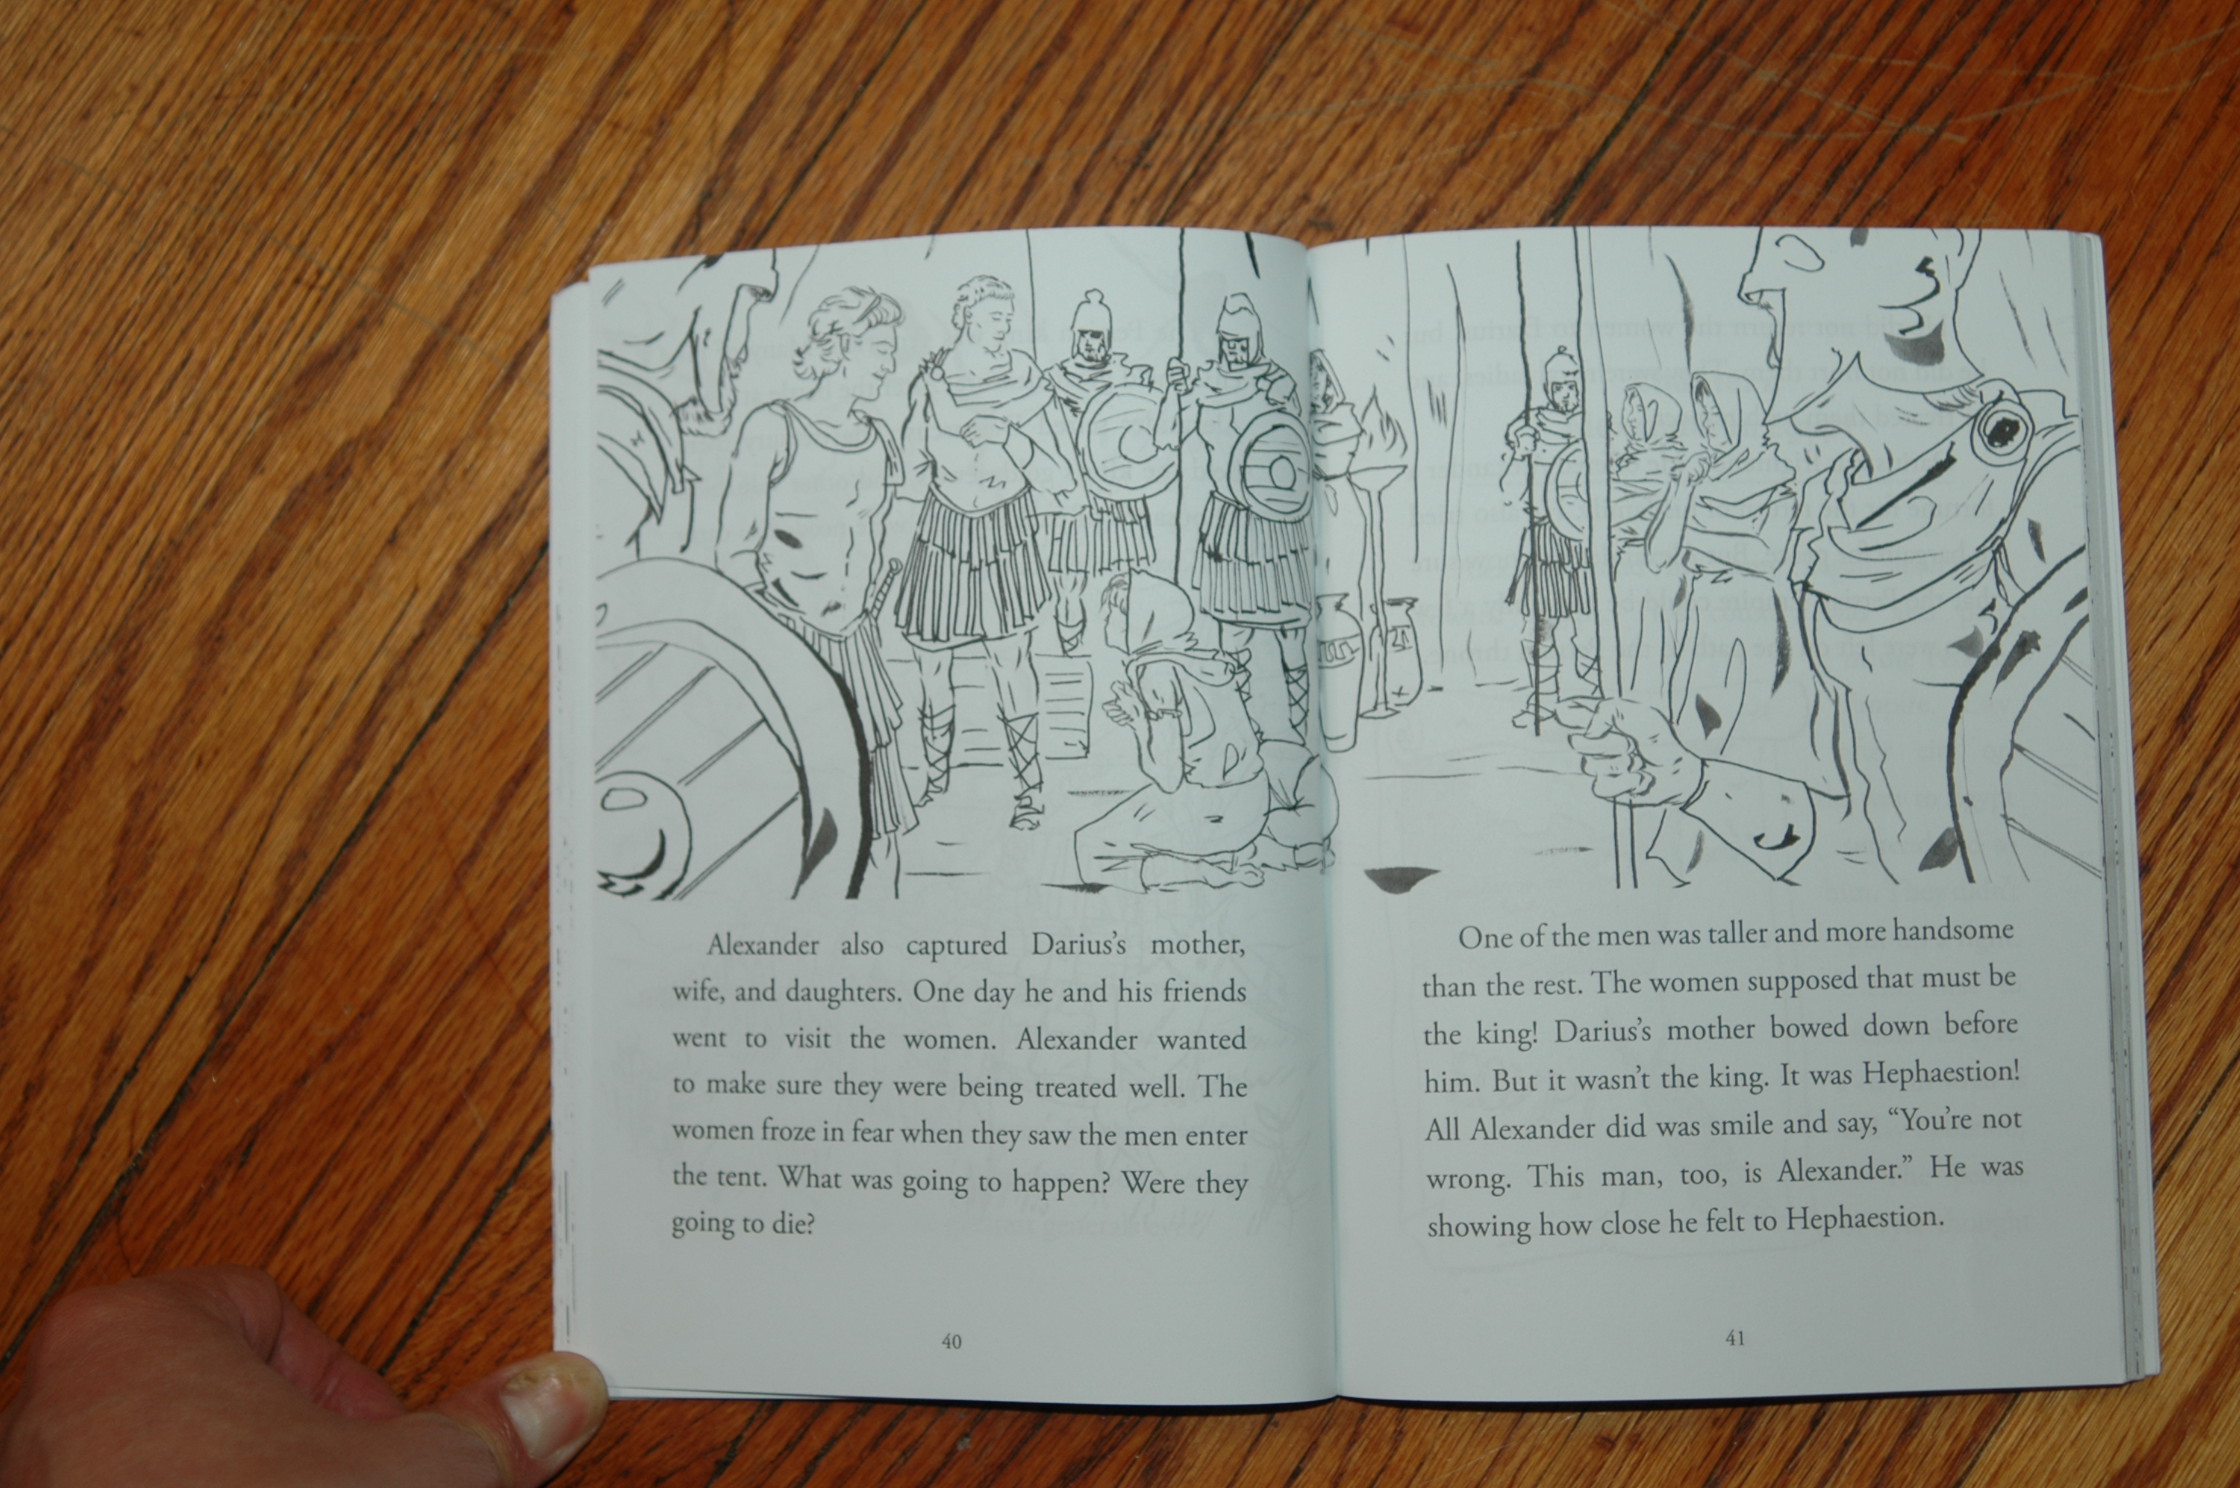 Alexander also captured Darius's mother,
wife, and daughters. One day he and his friends
went to visit the women. Alexander wanted
to make sure they were being treated well. The
women froze in fear when they saw the men enter
the tent. What was going to happen? Were they
going to die?
40
One of the men was taller and more handsome
than the rest. The women supposed that must be
the king! Darius's mother bowed down before
him. But it wasn't the king. It was Hephaestion!
All Alexander did was smile and say, “You're not
wrong. This man, too, is Alexander.” He was
showing how close he felt to Hephaestion.
41